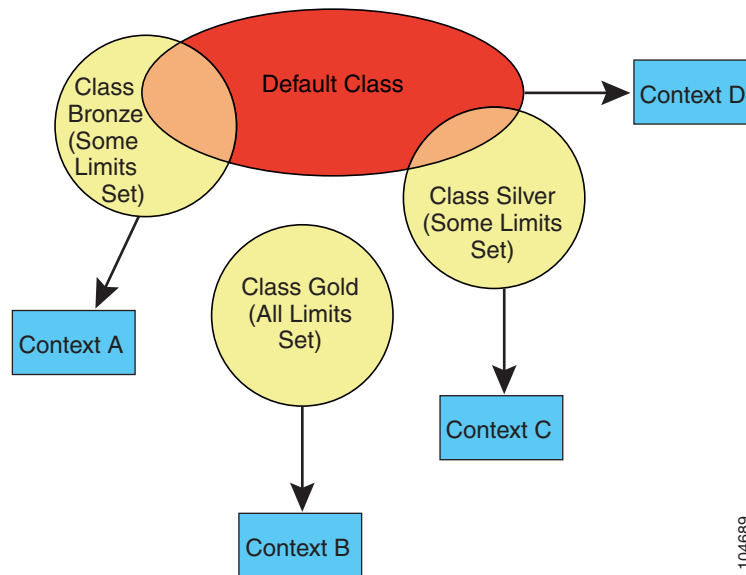 Default Class
Class
Bronze
(Some
Limits
Set)
Context D
Class Silver
(Some Limits
Set)
Class Gold
(All Limits
Set)
Context A
Context C
Context B
104689